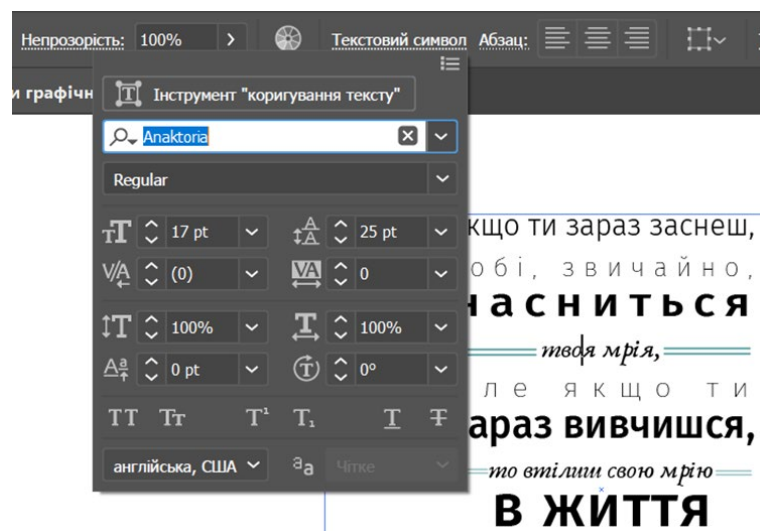 Непрозорість: 100% Текстовий символ Абзац:
и графічн
Інструмент "коригування тексту"
Anaktoria
Regular
17 pt 25 pt
(0) 0
100% 100%
0 pt 0°
TT Tт T¹ T₁ T Ŧ
англійська, США Чітке
кщо ти зараз заснеш,
обі, звичайно,
насниться
твоя мрія,
ле якщо ти
араз вивчишся,
то втілиш свою мрію
в життя